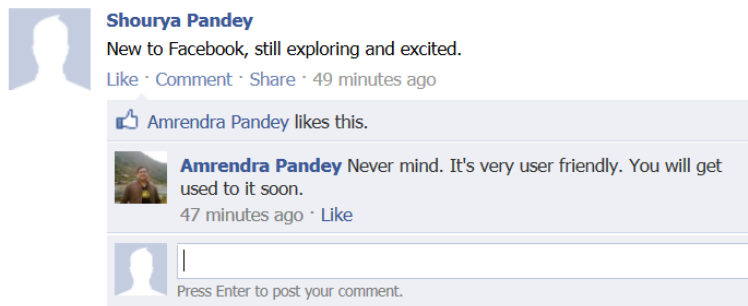 Shourya Pandey
New to Facebook, still exploring and excited.
Like · Comment · Share · 49 minutes ago
Amrendra Pandey likes this.
Amrendra Pandey Never mind. It's very user friendly. You will get
used to it soon.
47 minutes ago · Like
Press Enter to post your comment.